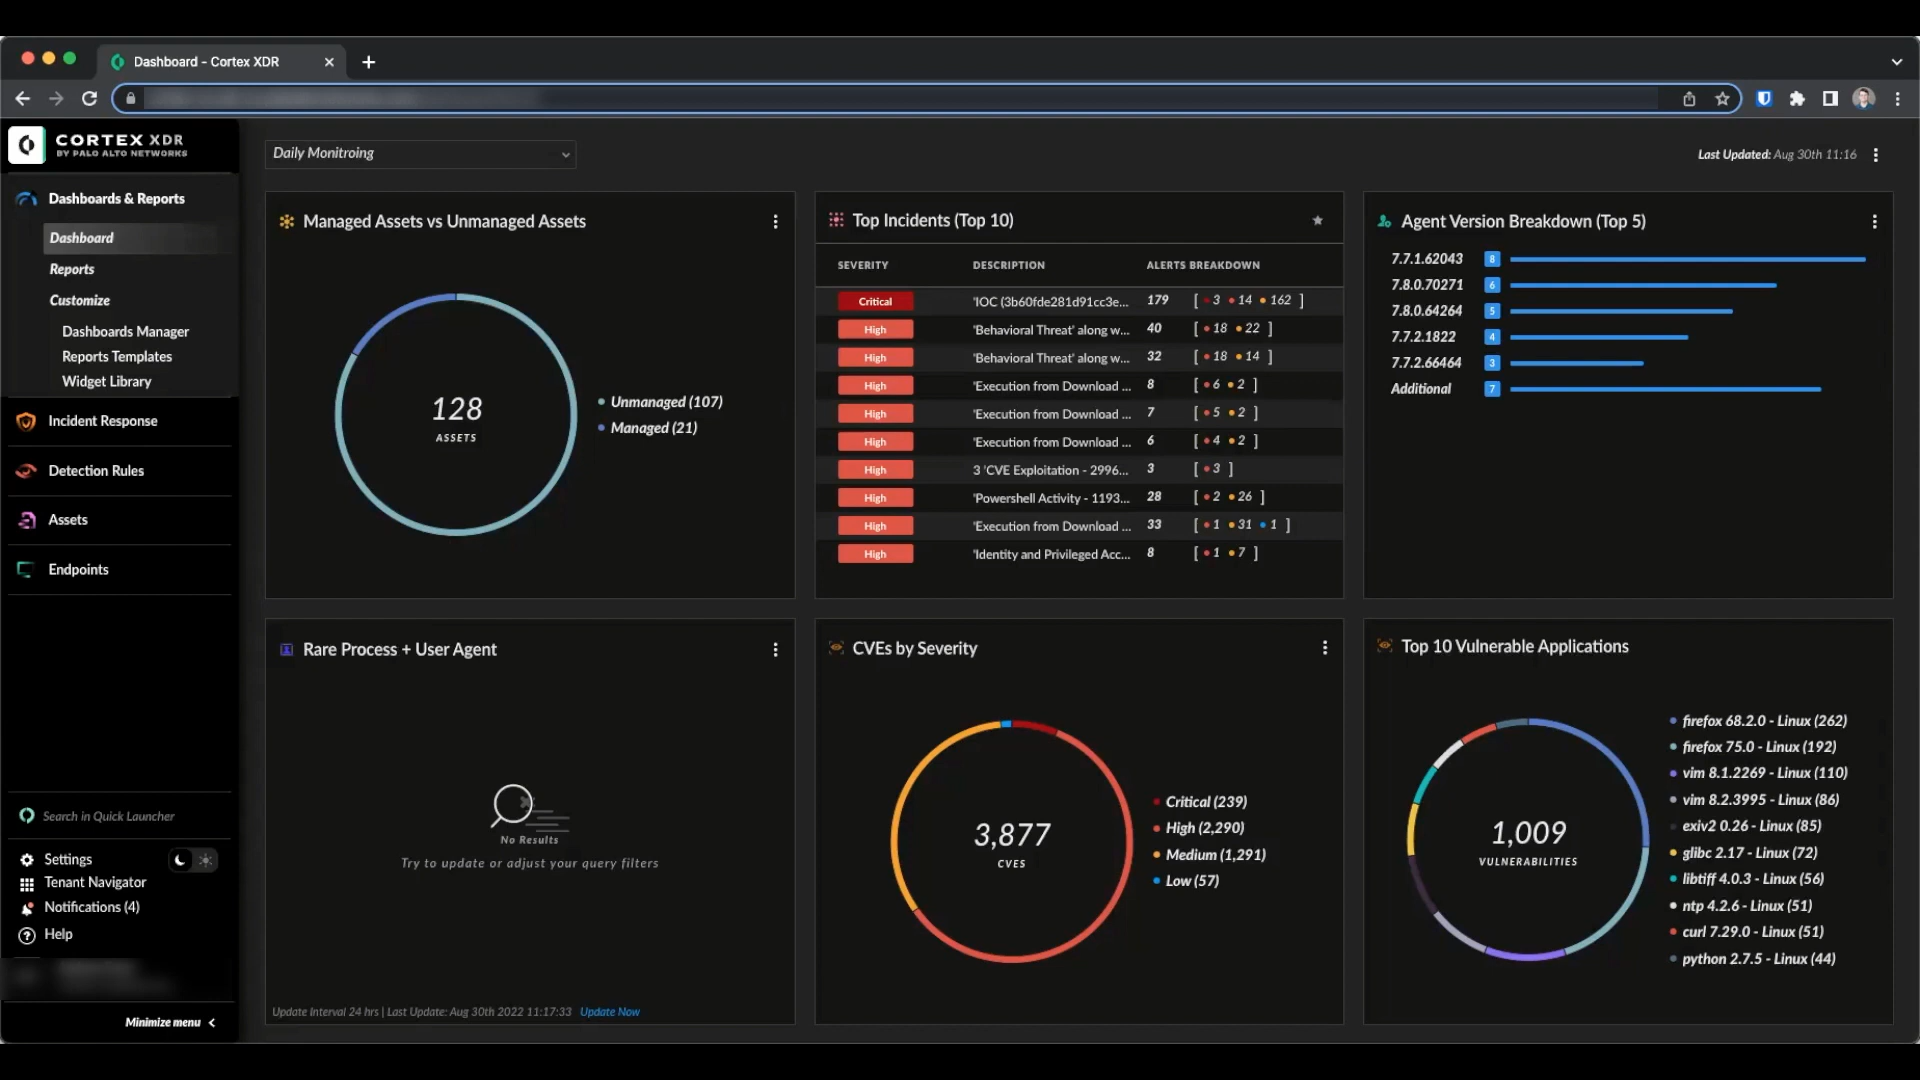 Dashboard - Cortex XDR
CORTEX XDR
BY PALO ALTO NETWORKS
Dashboards & Reports
Dashboard
Reports
Customize
Dashboards Manager
Reports Templates
Widget Library
Incident Response
Detection Rules
Assets
Endpoints
Search in Quick Launcher
Settings
Tenant Navigator
Notifications (4)
Help
Minimize menu
Daily Monitroing
Last Updated: Aug 30th 11:16
Managed Assets vs Unmanaged Assets
128
ASSETS
Unmanaged (107)
Managed (21)
Top Incidents (Top 10)
SEVERITY DESCRIPTION ALERTS BREAKDOWN
Critical 'IOC (3b60fde281d91cc3e... 179 [ • 3 • 14 • 162 ]
High 'Behavioral Threat' along w... 40 [ • 18 • 22 ]
High 'Behavioral Threat' along w... 32 [ • 18 • 14 ]
High 'Execution from Download ... 8 [ • 6 • 2 ]
High 'Execution from Download ... 7 [ • 5 • 2 ]
High 'Execution from Download ... 6 [ • 4 • 2 ]
High 3 'CVE Exploitation - 2996... 3 [ • 3 ]
High 'Powershell Activity - 1193... 28 [ • 2 • 26 ]
High 'Execution from Download ... 33 [ • 1 • 31 • 1 ]
High 'Identity and Privileged Acc... 8 [ • 1 • 7 ]
Agent Version Breakdown (Top 5)
7.7.1.62043 8
7.8.0.70271 6
7.8.0.64264 5
7.7.2.1822 4
7.7.2.66464 3
Additional 7
Rare Process + User Agent
No Results
Try to update or adjust your query filters
Update Interval 24 hrs | Last Update: Aug 30th 2022 11:17:33 Update Now
CVEs by Severity
3,877
CVES
Critical (239)
High (2,290)
Medium (1,291)
Low (57)
Top 10 Vulnerable Applications
1,009
VULNERABILITIES
firefox 68.2.0 - Linux (262)
firefox 75.0 - Linux (192)
vim 8.1.2269 - Linux (110)
vim 8.2.3995 - Linux (86)
exiv2 0.26 - Linux (85)
glibc 2.17 - Linux (72)
libtiff 4.0.3 - Linux (56)
ntp 4.2.6 - Linux (51)
curl 7.29.0 - Linux (51)
python 2.7.5 - Linux (44)